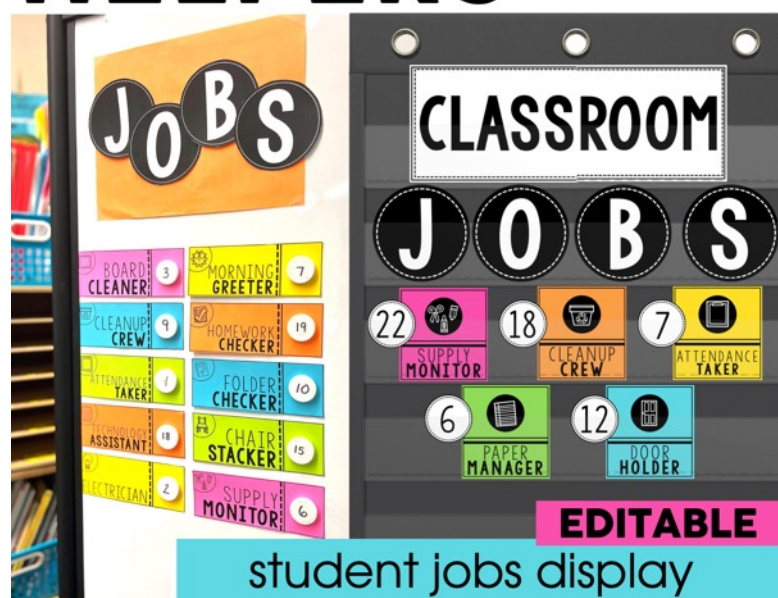 HELPERS
JOBS
BOARD
CLEANER
3
CLEANUP
CREW
9
ATTENDANCE
TAKER
1
TECHNOLOGY
ASSISTANT
18
ELECTRICIAN
2
MORNING
GREETER
7
HOMEWORK
CHECKER
19
FOLDER
CHECKER
10
CHAIR
STACKER
15
SUPPLY
MONITOR
6
CLASSROOM
JOBS
22
SUPPLY
MONITOR
18
CLEANUP
CREW
7
ATTENDANCE
TAKER
6
PAPER
MANAGER
12
DOOR
HOLDER
EDITABLE
student jobs display